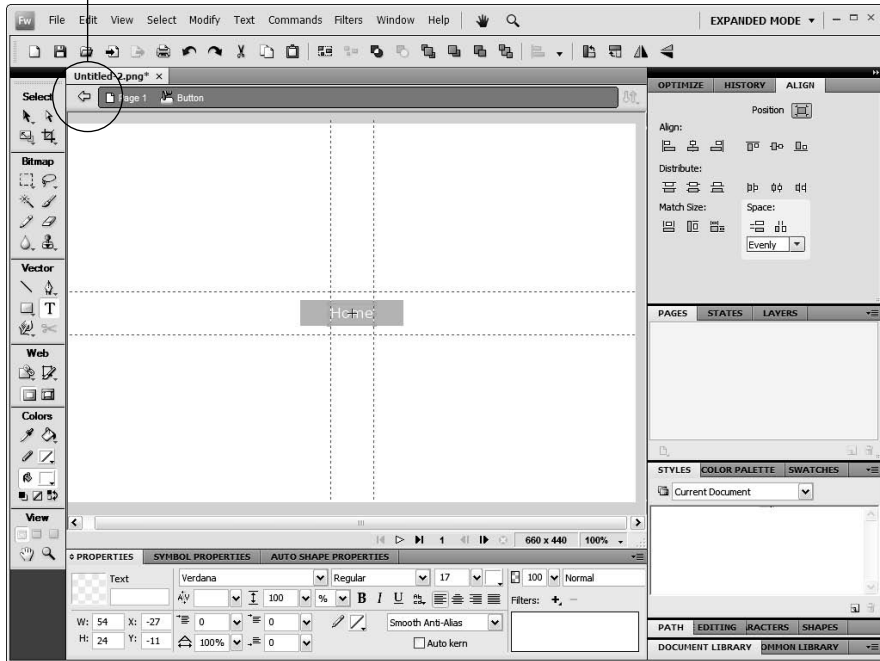 Fw File Edit View Select Modify Text Commands Filters Window Help EXPANDED MODE
Untitled-2.png* ×
Page 1 Button
Select
Bitmap
Vector
T
Web
Colors
View
Home
1 660 x 440 100%
PROPERTIES SYMBOL PROPERTIES AUTO SHAPE PROPERTIES
Text Verdana Regular 17 100 Normal
100 % B I U Filters: + −
W: 54 X: -27 0 0 Smooth Anti-Alias
H: 24 Y: -11 100% 0 Auto kern
OPTIMIZE HISTORY ALIGN
Position
Align:
Distribute:
Match Size: Space:
Evenly
PAGES STATES LAYERS
STYLES COLOR PALETTE SWATCHES
Current Document
PATH EDITING RACTERS SHAPES
DOCUMENT LIBRARY OMMON LIBRARY